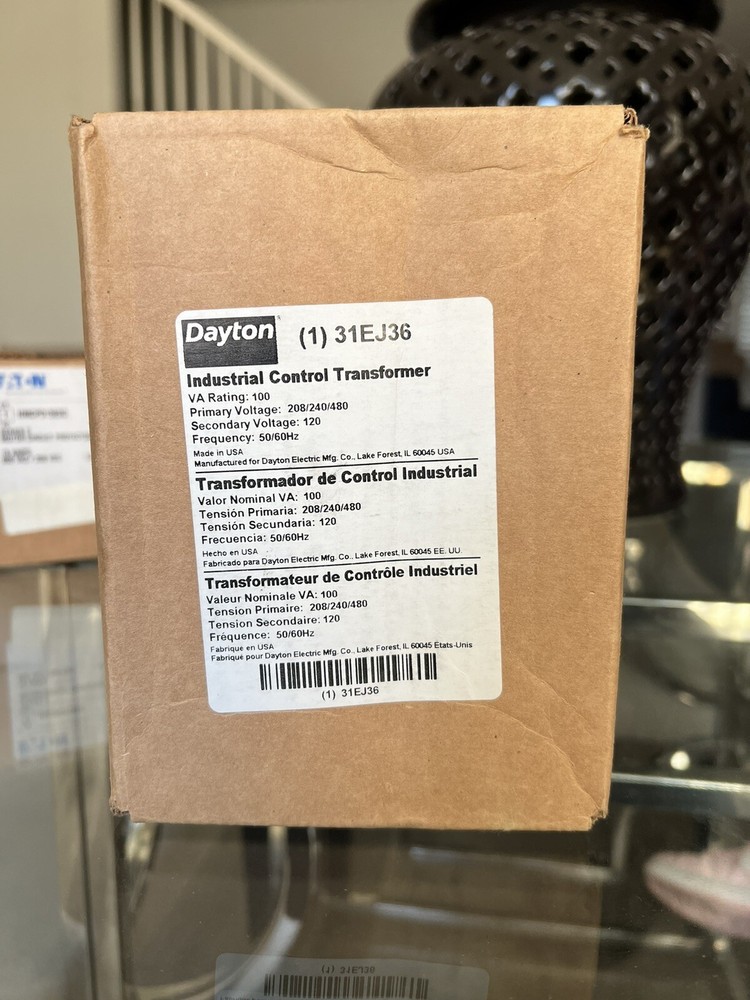 Dayton
(1) 31EJ36
Industrial Control Transformer
VA Rating: 100
Primary Voltage: 208/240/480
Secondary Voltage: 120
Frequency: 50/60Hz
Made in USA
Manufactured for Dayton Electric Mfg. Co., Lake Forest, IL 60045 USA
Transformador de Control Industrial
Valor Nominal VA: 100
Tensión Primaria: 208/240/480
Tensión Secundaria: 120
Frecuencia: 50/60Hz
Hecho en USA
Fabricado para Dayton Electric Mfg. Co., Lake Forest, IL 60045 EE. UU.
Transformateur de Contrôle Industriel
Valeur Nominale VA: 100
Tension Primaire: 208/240/480
Tension Secondaire: 120
Fréquence: 50/60Hz
Fabriqué en USA
Fabriqué pour Dayton Electric Mfg. Co., Lake Forest, IL 60045 États-Unis
(1) 31EJ36
(1) 31EJ36